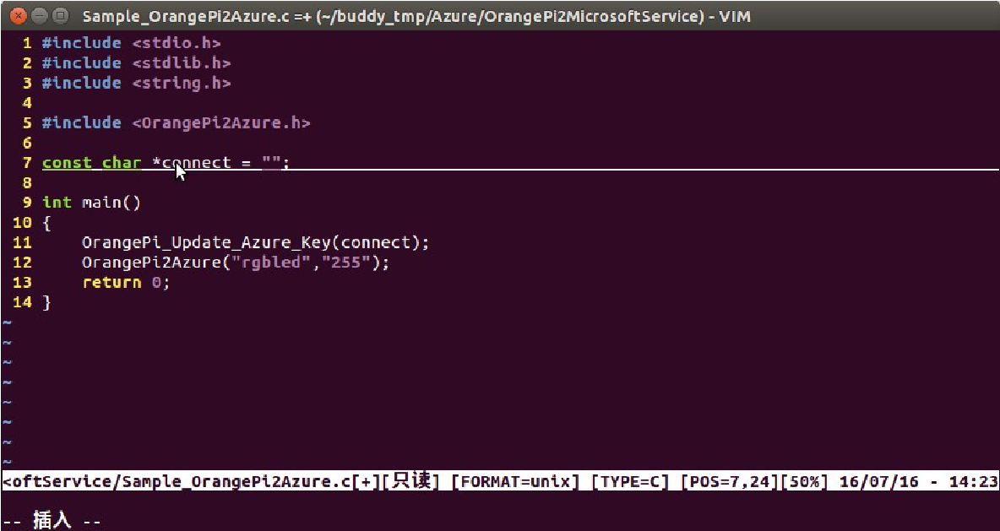 Sample_OrangePi2Azure.c =+ (~/buddy_tmp/Azure/OrangePi2MicrosoftService) - VIM
1 #include <stdio.h>
2 #include <stdlib.h>
3 #include <string.h>
4
5 #include <OrangePi2Azure.h>
6
7 const char *connect = "";
8
9 int main()
10 {
11     OrangePi_Update_Azure_Key(connect);
12     OrangePi2Azure("rgbled","255");
13     return 0;
14 }
~
~
~
~
~
~
~
~
<oftService/Sample_OrangePi2Azure.c[+][只读] [FORMAT=unix] [TYPE=C] [POS=7,24][50%] 16/07/16 - 14:23
-- 插入 --